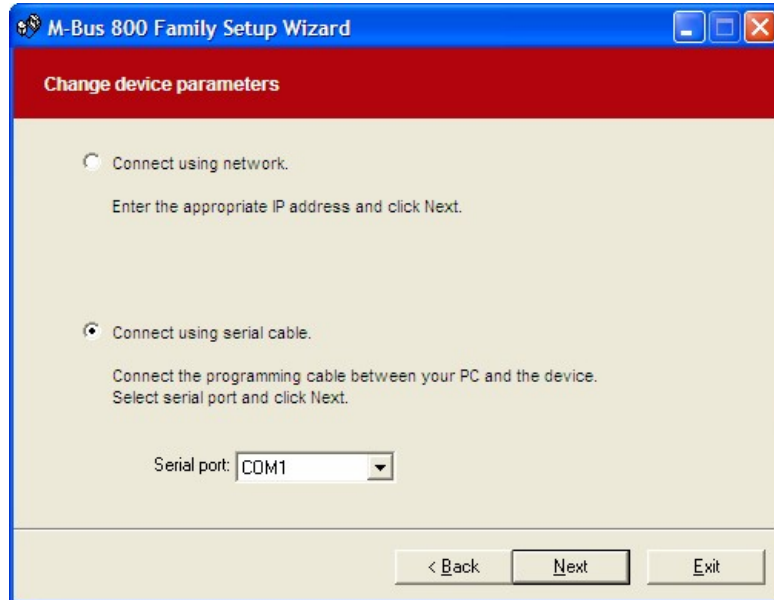 M-Bus 800 Family Setup Wizard
Change device parameters
Connect using network.
Enter the appropriate IP address and click Next.
Connect using serial cable.
Connect the programming cable between your PC and the device.
Select serial port and click Next.
Serial port: COM1
< Back Next Exit